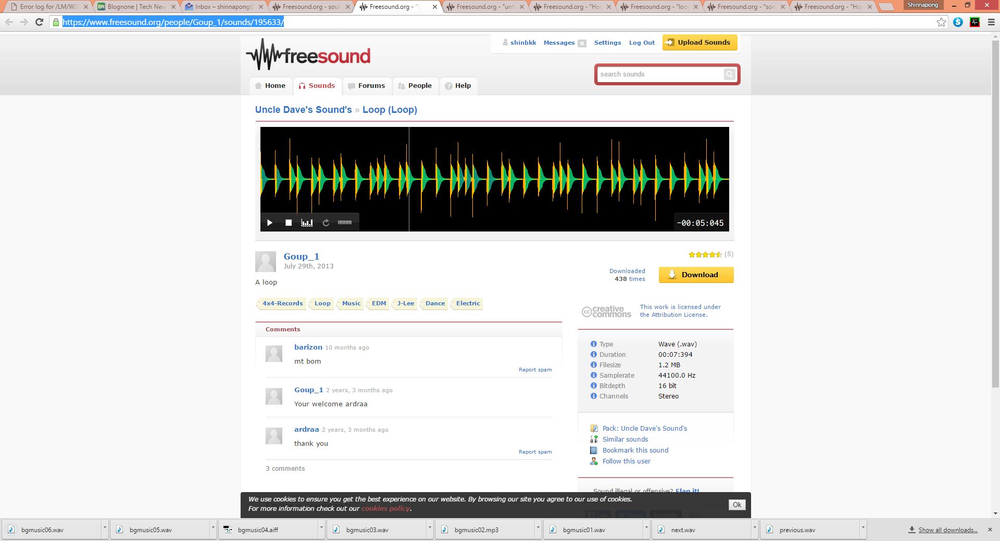 Error log for /LM/W3
Blognone | Tech New
Inbox – shinnapong@
Freesound.org - soun
Freesound.org - "L
Freesound.org - "unt
Freesound.org - "Hou
Freesound.org - "loop
Freesound.org - "son
Freesound.org - "Hou
Shinnapong
https://www.freesound.org/people/Goup_1/sounds/195633/
freesound
shinbkk
Messages 0
Settings
Log Out
Upload Sounds
search sounds
Home
Sounds
Forums
People
Help
Uncle Dave's Sound's » Loop (Loop)
-00:05:045
Goup_1
July 29th, 2013
A loop
(5)
Downloaded
438 times
Download
4x4-Records
Loop
Music
EDM
J-Lee
Dance
Electric
cc creative commons
This work is licensed under
the Attribution License.
Comments
barizon 10 months ago
mt bom
Report spam
Goup_1 2 years, 3 months ago
Your welcome ardraa
ardraa 2 years, 3 months ago
thank you
Report spam
3 comments
Type Wave (.wav)
Duration 00:07:394
Filesize 1.2 MB
Samplerate 44100.0 Hz
Bitdepth 16 bit
Channels Stereo
Pack: Uncle Dave's Sound's
Similar sounds
Bookmark this sound
Follow this user
Sound illegal or offensive? Flag it!
We use cookies to ensure you get the best experience on our website. By browsing our site you agree to our use of cookies.
For more information check out our cookies policy.
Ok
bgmusic06.wav
bgmusic05.wav
bgmusic04.aiff
bgmusic03.wav
bgmusic02.mp3
bgmusic01.wav
next.wav
previous.wav
Show all downloads...